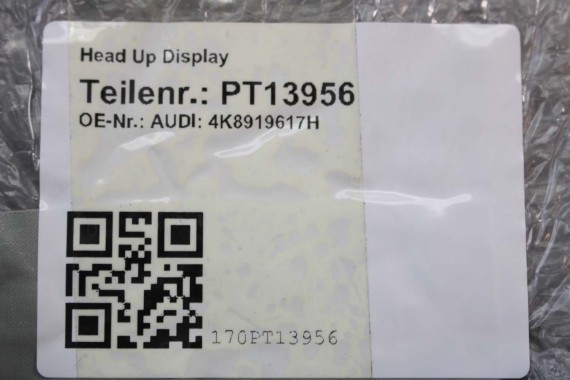 Head Up Display
Teilenr.: PT13956
OE-Nr.: AUDI: 4K8919617H
170PT13956